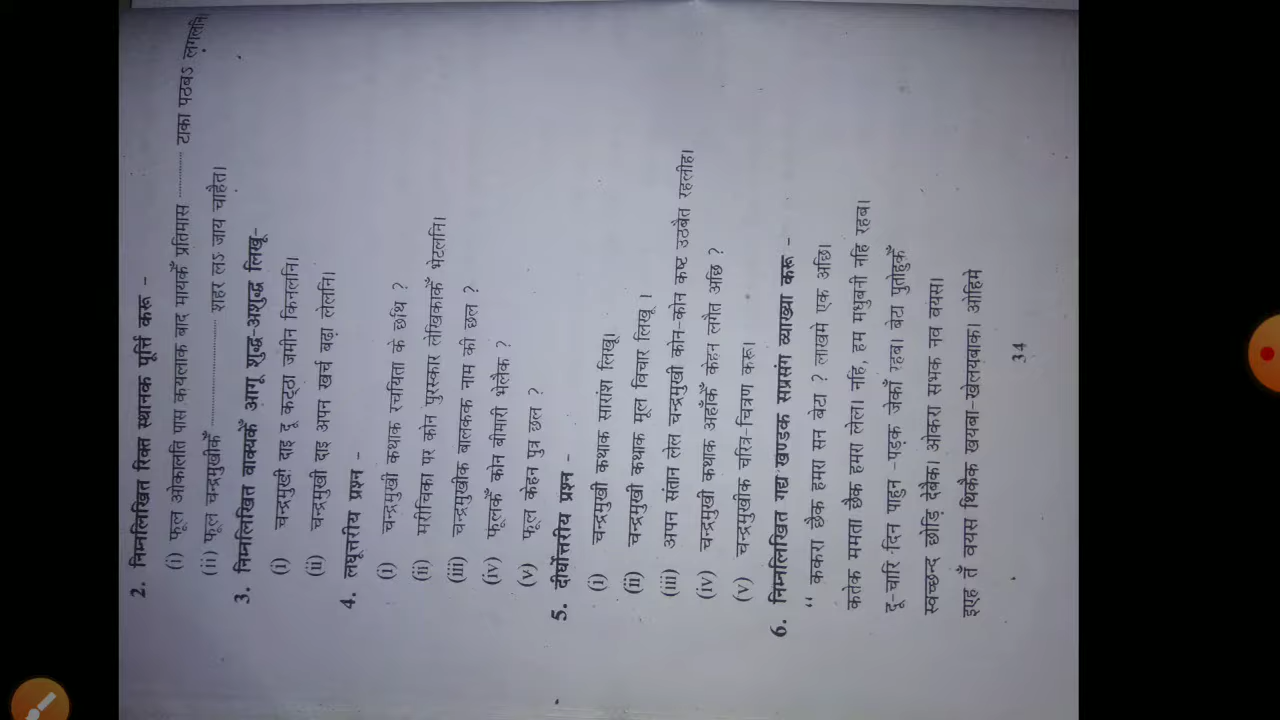 2. निम्नलिखित रिक्त स्थानक पूर्त्ति करू –
(i) फूल ओकालति पास कयलाक बाद मायकेँ प्रतिमास ............ टाका पठबऽ लगलनि।
(ii) फूल चन्द्रमुखीकेँ ........................ शहर लऽ जाय चाहैत।
3. निम्नलिखित वाक्यकेँ आगू शुद्ध-अशुद्ध लिखू–
(i) चन्द्रमुखी दाइ दू कट्ठा जमीन किनलनि।
(ii) चन्द्रमुखी दाइ अपन खर्च बढ़ा लेलनि।
4. लघूत्तरीय प्रश्न –
(i) चन्द्रमुखी कथाक रचयिता के छथि ?
(ii) मरीचिका पर कोन पुरस्कार लेखिकाकेँ भेटलनि।
(iii) चन्द्रमुखीक बालकक नाम की छल ?
(iv) फूलकेँ कोन बीमारी भेलैक ?
(v) फूल केहन पुत्र छल ?
5. दीर्घोत्तरीय प्रश्न –
(i) चन्द्रमुखी कथाक सारांश लिखू।
(ii) चन्द्रमुखी कथाक मूल विचार लिखू ।
(iii) अपन संतान लेल चन्द्रमुखी कोन-कोन कष्ट उठबैत रहलीह।
(iv) चन्द्रमुखी कथाक अहाँकेँ केहन लगैत अछि ?
(v) चन्द्रमुखीक चरित्र-चित्रण करू।
6. निम्नलिखित गद्य खण्डक सप्रसंग व्याख्या करू –
" ककरा छैक हमरा सन बेटा ? लाखमे एक अछि।
कतेक ममता छैक हमरा लेल। नहि, हम मधुबनी नहि रहब।
दू-चारि दिन पाहुन -पड़क जेकाँ रहब। बेटा पुतोहुकेँ
स्वच्छन्द छोड़ि देबैक। ओकरा सभक नव वयस।
इएह तँ वयस थिकैक खयबा-खेलयबाक। ओहिमे
34